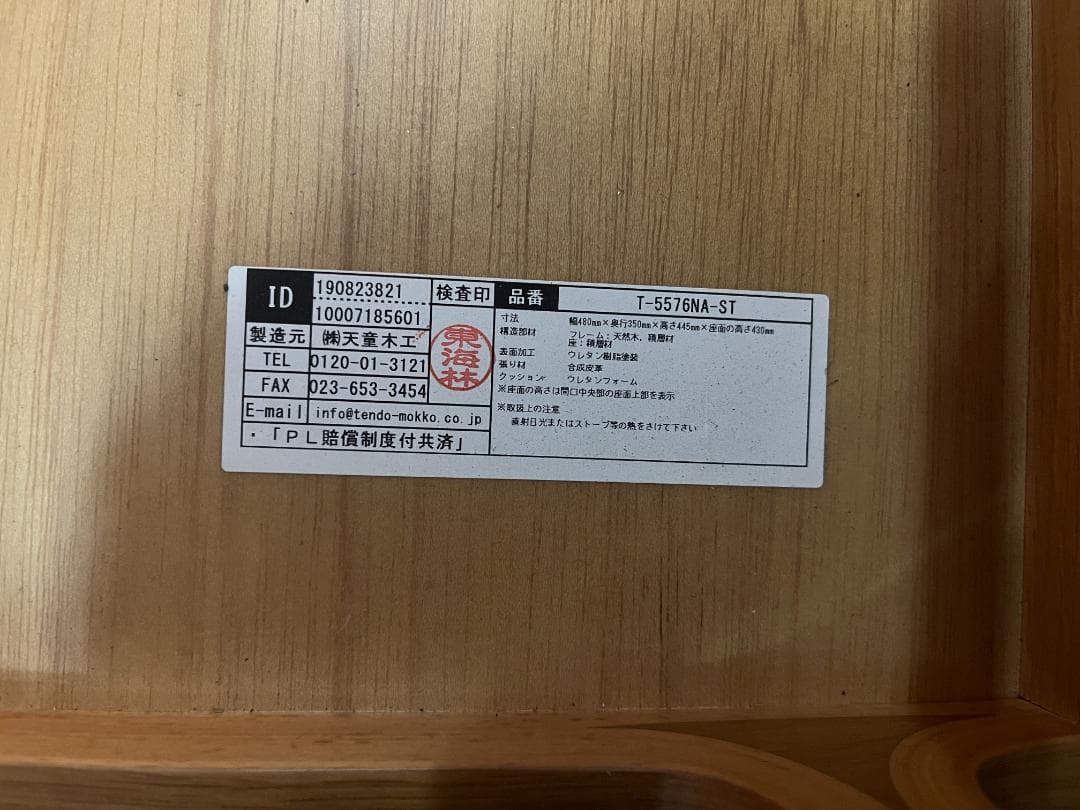 ID 190823821
10007185601
製造元 ㈱天童木工
TEL 0120-01-3121
FAX 023-653-3454
E-mail info@tendo-mokko.co.jp
・「PL賠償制度付共済」
検査印
東海林
品番 T-5576NA-ST
寸法 幅480mm×奥行350mm×高さ445mm×座面の高さ430mm
構造部材 フレーム：天然木，積層材
座：積層材
表面加工 ウレタン樹脂塗装
張り材 合成皮革
クッション ウレタンフォーム
※座面の高さは間口中央部の座面上部を表示
※取扱上の注意
直射日光またはストーブ等の熱をさけて下さい